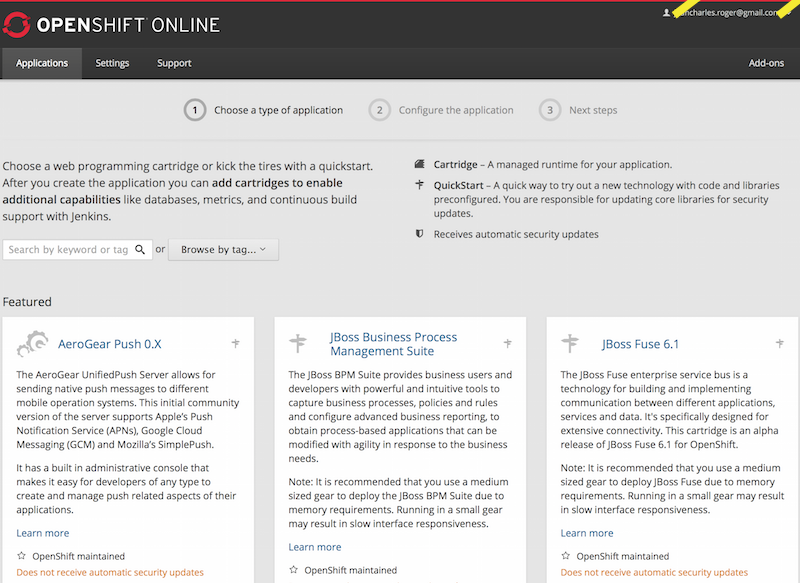 OPENSHIFT ONLINE
ncharles.roger@gmail.com
Applications Settings Support Add-ons
1 Choose a type of application 2 Configure the application 3 Next steps
Choose a web programming cartridge or kick the tires with a quickstart.
After you create the application you can add cartridges to enable
additional capabilities like databases, metrics, and continuous build
support with Jenkins.
Search by keyword or tag or Browse by tag...
Cartridge – A managed runtime for your application.
QuickStart – A quick way to try out a new technology with code and libraries
preconfigured. You are responsible for updating core libraries for security
updates.
Receives automatic security updates
Featured
AeroGear Push 0.X
The AeroGear UnifiedPush Server allows for
sending native push messages to different
mobile operation systems. This initial community
version of the server supports Apple's Push
Notification Service (APNs), Google Cloud
Messaging (GCM) and Mozilla's SimplePush.
It has a built in administrative console that
makes it easy for developers of any type to
create and manage push related aspects of their
applications.
Learn more
OpenShift maintained
Does not receive automatic security updates
JBoss Business Process
Management Suite
The JBoss BPM Suite provides business users and
developers with powerful and intuitive tools to
capture business processes, policies and rules
and configure advanced business reporting, to
obtain process-based applications that can be
modified with agility in response to the business
needs.
Note: It is recommended that you use a medium
sized gear to deploy the JBoss BPM Suite due to
memory requirements. Running in a small gear
may result in slow interface responsiveness.
Learn more
OpenShift maintained
JBoss Fuse 6.1
The JBoss Fuse enterprise service bus is a
technology for building and implementing
communication between different applications,
services and data. It's specifically designed for
extensive connectivity. This cartridge is an alpha
release of JBoss Fuse 6.1 for OpenShift.
Note: It is recommended that you use a medium
sized gear to deploy JBoss Fuse due to memory
requirements. Running in a small gear may result
in slow interface responsiveness.
Learn more
OpenShift maintained
Does not receive automatic security updates